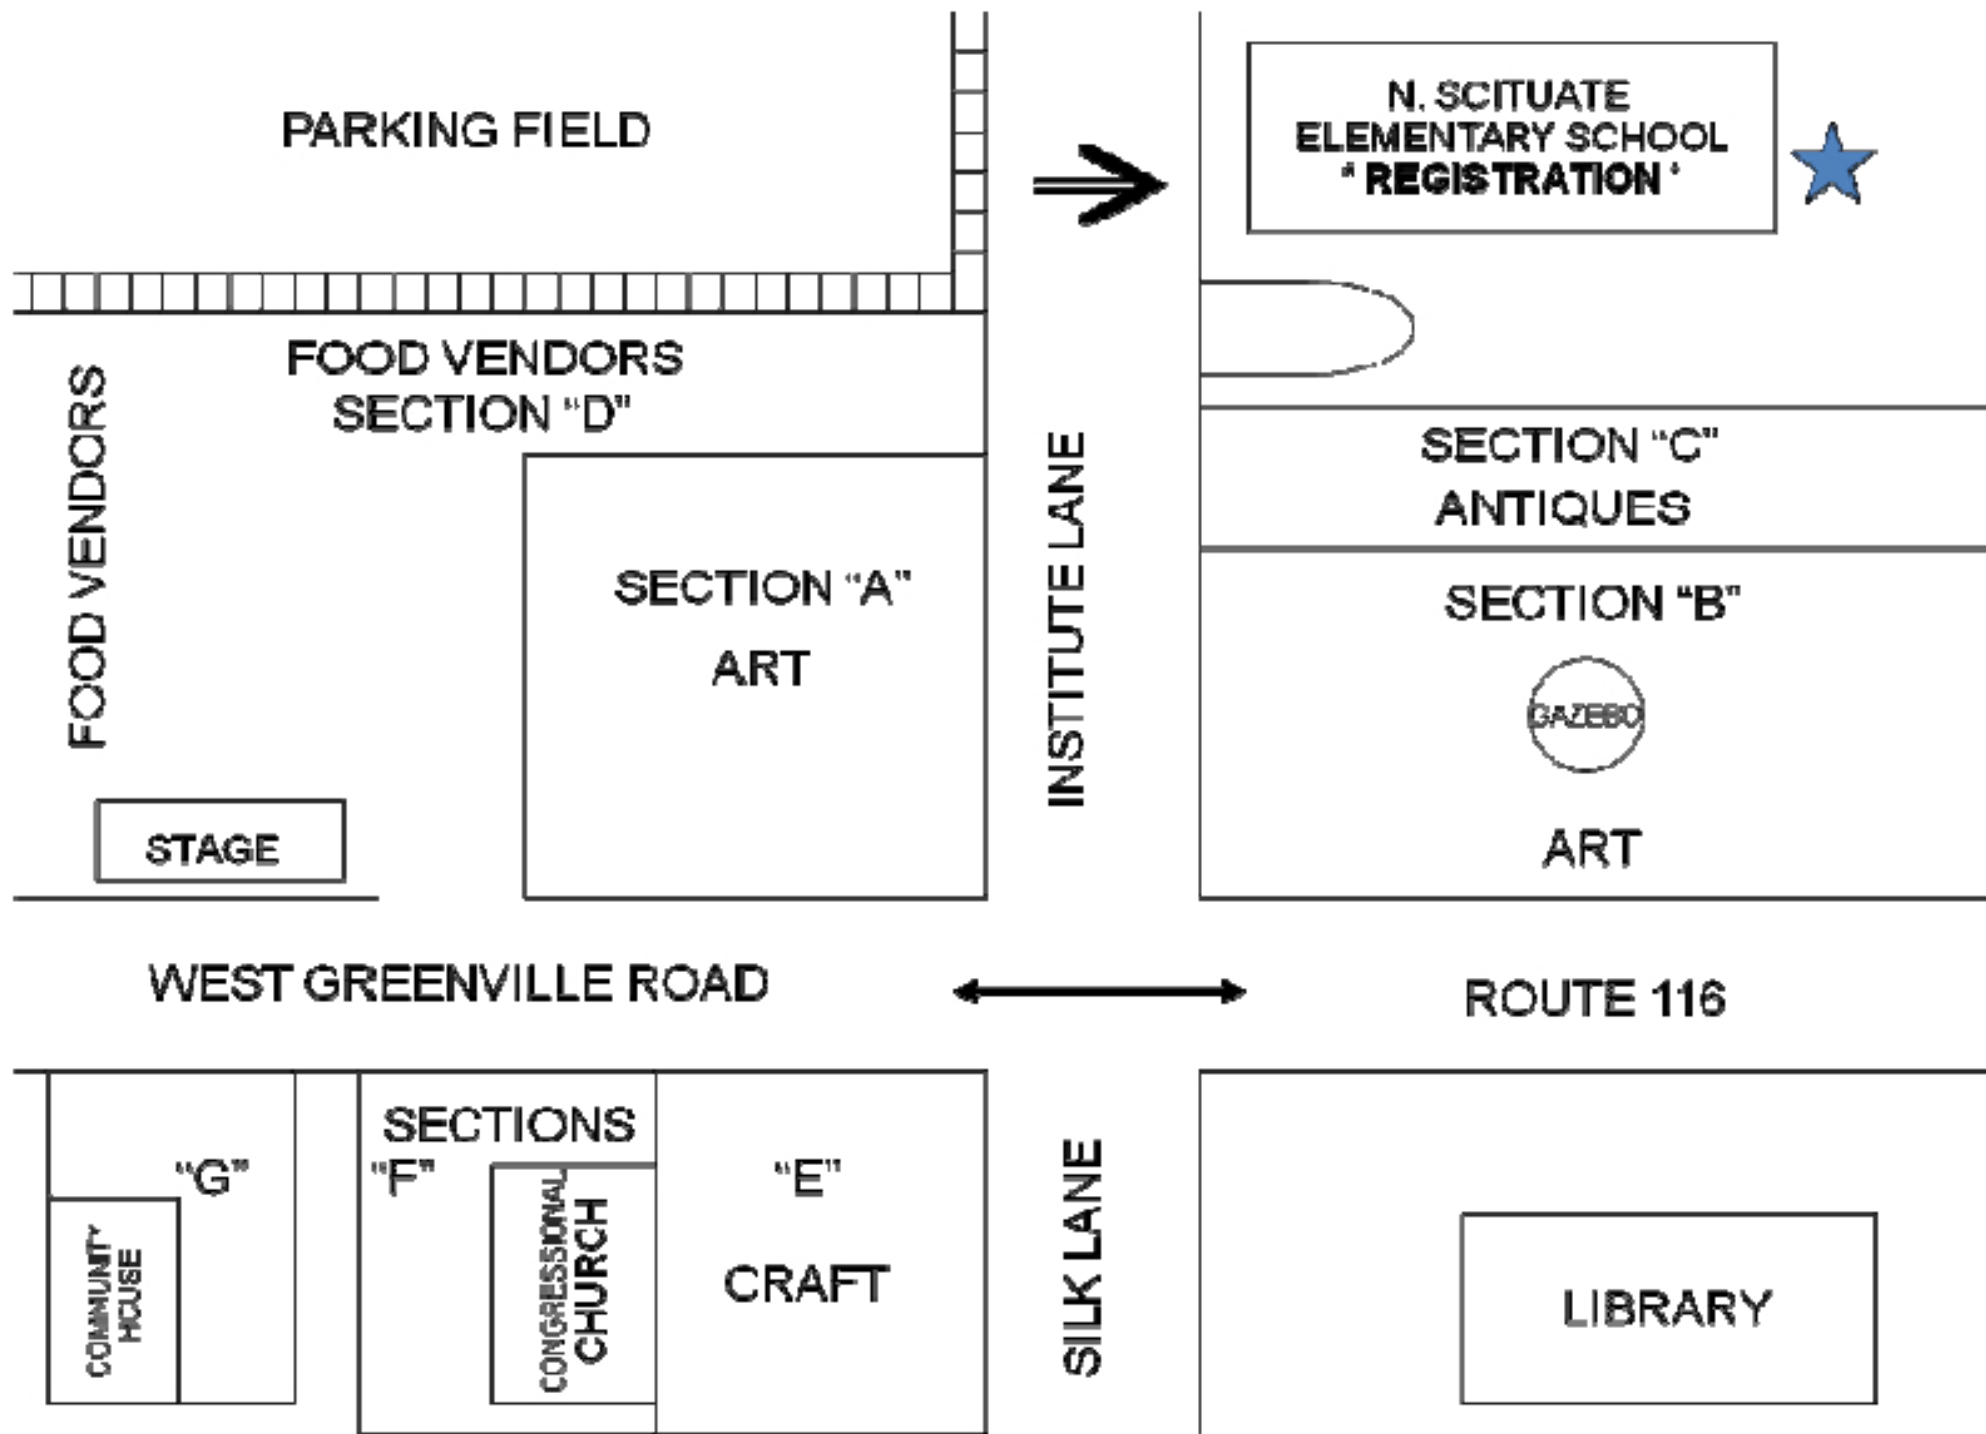 PARKING FIELD
N. SCITUATE
ELEMENTARY SCHOOL
* REGISTRATION *
FOOD VENDORS
SECTION “D”
FOOD VENDORS
SECTION “A”
ART
STAGE
INSTITUTE LANE
SECTION “C”
ANTIQUES
SECTION “B”
GAZEBO
ART
WEST GREENVILLE ROAD
ROUTE 116
SECTIONS
“G”
“F”
“E”
COMMUNITY
HOUSE
CONGRESSIONAL
CHURCH
CRAFT
SILK LANE
LIBRARY